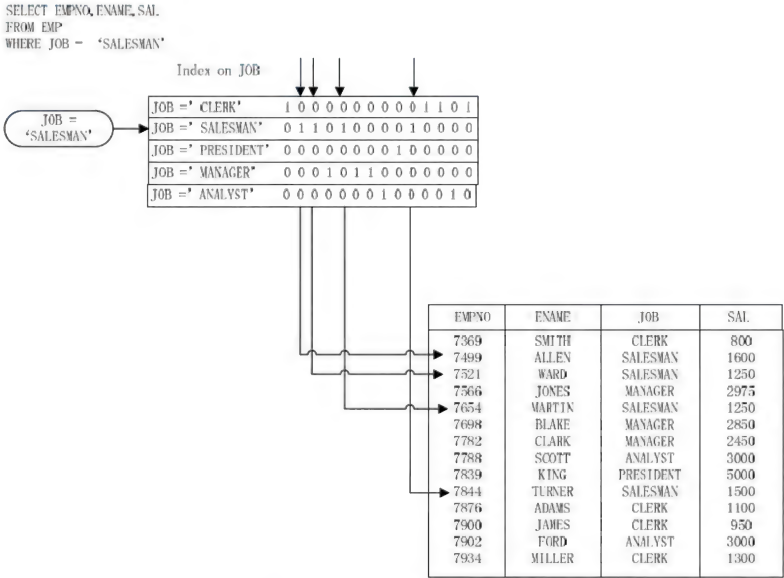 SELECT EMPNO,ENAME,SAL
FROM EMP
WHERE JOB = ‘SALESMAN’
Index on JOB
JOB =
‘SALESMAN’
JOB =’ CLERK’ 1 0 0 0 0 0 0 0 0 0 1 1 0 1
JOB =’ SALESMAN’ 0 1 1 0 1 0 0 0 0 1 0 0 0 0
JOB =’ PRESIDENT’ 0 0 0 0 0 0 0 0 1 0 0 0 0 0
JOB =’ MANAGER’ 0 0 0 1 0 1 1 0 0 0 0 0 0 0
JOB =’ ANALYST’ 0 0 0 0 0 0 0 1 0 0 0 0 1 0
EMPNO ENAME JOB SAL
7369 SMITH CLERK 800
7499 ALLEN SALESMAN 1600
7521 WARD SALESMAN 1250
7566 JONES MANAGER 2975
7654 MARTIN SALESMAN 1250
7698 BLAKE MANAGER 2850
7782 CLARK MANAGER 2450
7788 SCOTT ANALYST 3000
7839 KING PRESIDENT 5000
7844 TURNER SALESMAN 1500
7876 ADAMS CLERK 1100
7900 JAMES CLERK 950
7902 FORD ANALYST 3000
7934 MILLER CLERK 1300